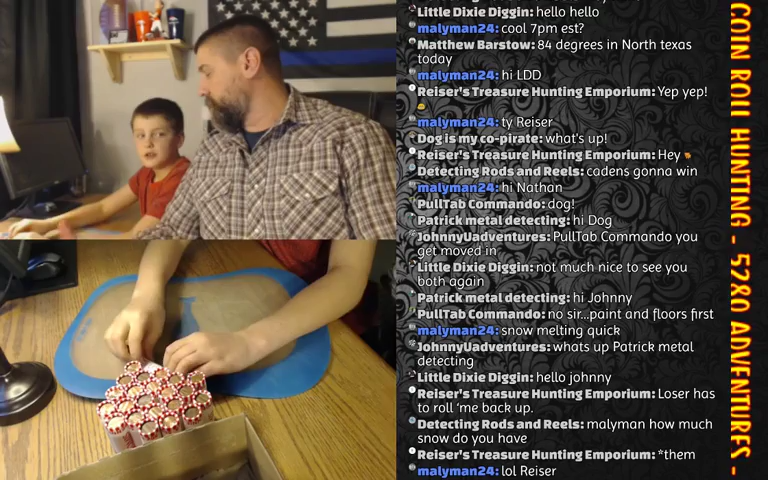 Little Dixie Diggin: hello hello
malyman24: cool 7pm est?
Matthew Barstow: 84 degrees in North texas
today
malyman24: hi LDD
Reiser's Treasure Hunting Emporium: Yep yep!
malyman24: ty Reiser
Dog is my co-pirate: what's up!
Reiser's Treasure Hunting Emporium: Hey
Detecting Rods and Reels: cadens gonna win
malyman24: hi Nathan
PullTab Commando: dog!
Patrick metal detecting: hi Dog
JohnnyUadventures: PullTab Commando you
get moved in
Little Dixie Diggin: not much nice to see you
both again
Patrick metal detecting: hi Johnny
PullTab Commando: no sir...paint and floors first
malyman24: snow melting quick
JohnnyUadventures: whats up Patrick metal
detecting
Little Dixie Diggin: hello johnny
Reiser's Treasure Hunting Emporium: Loser has
to roll 'me back up.
Detecting Rods and Reels: malyman how much
snow do you have
Reiser's Treasure Hunting Emporium: *them
malyman24: lol Reiser
COIN ROLL HUNTING - 5280 ADVENTURES -